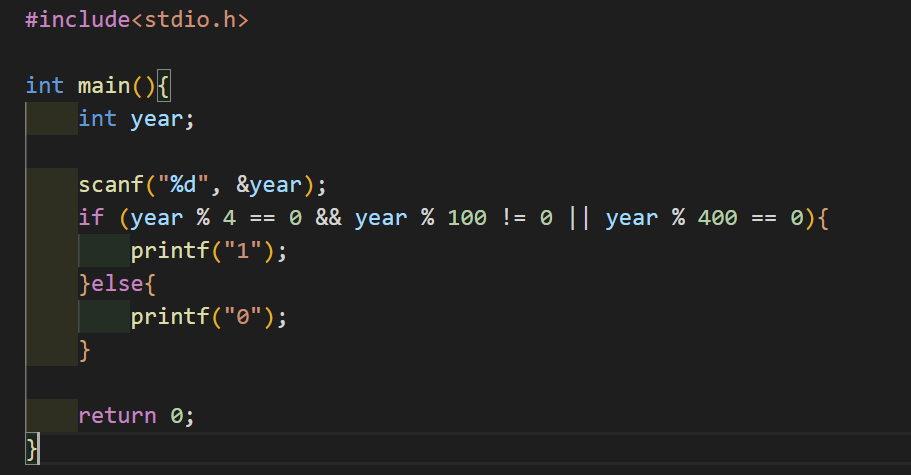 #include<stdio.h>
int main(){
    int year;
    scanf("%d", &year);
    if (year % 4 == 0 && year % 100 != 0 || year % 400 == 0){
        printf("1");
    }else{
        printf("0");
    }
    return 0;
}